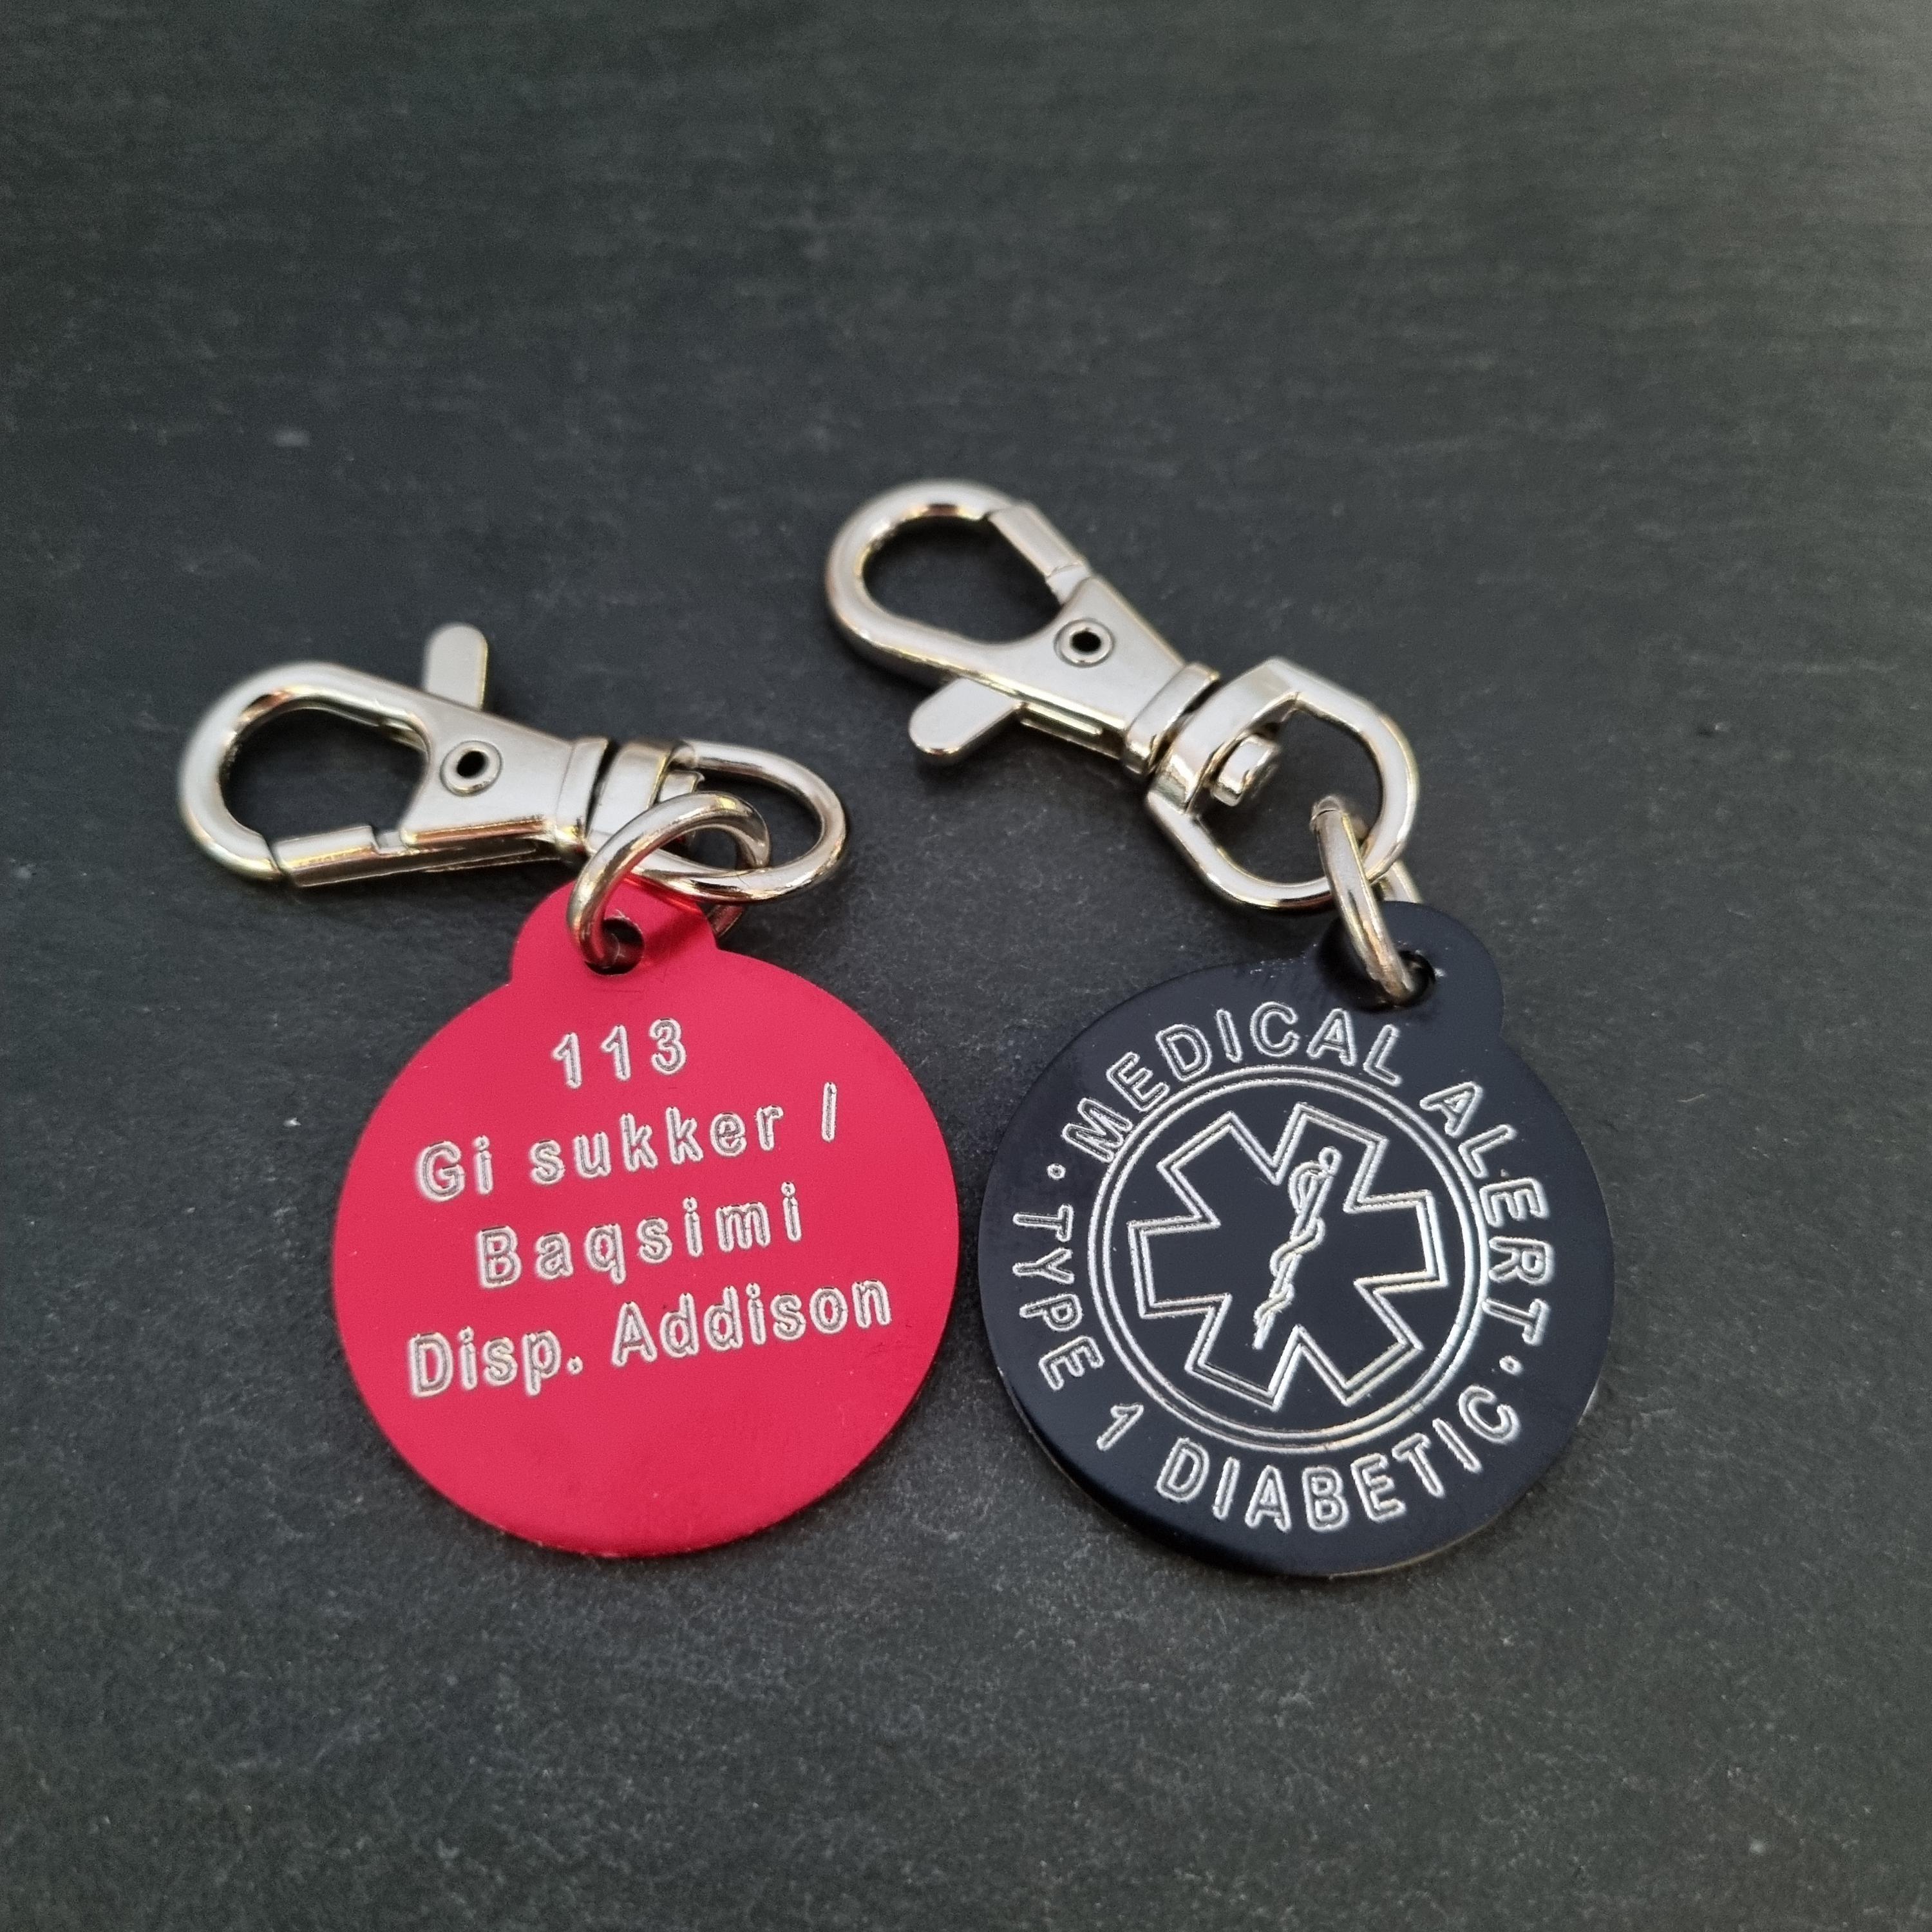 113
Gi sukker /
Baqsimi
Disp. Addison
MEDICAL ALERT
· TYPE 1 DIABETIC ·